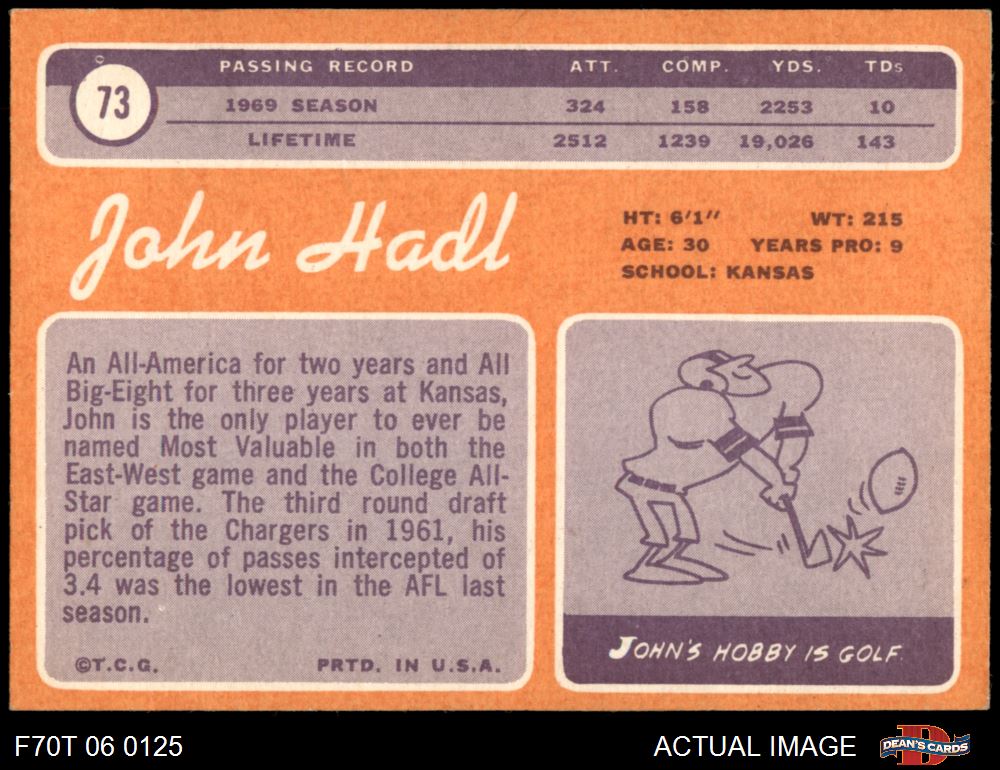 PASSING RECORD ATT. COMP. YDS. TDs
73
1969 SEASON 324 158 2253 10
LIFETIME 2512 1239 19,026 143
John Hadl
HT: 6'1" WT: 215
AGE: 30 YEARS PRO: 9
SCHOOL: KANSAS
An All-America for two years and All
Big-Eight for three years at Kansas,
John is the only player to ever be
named Most Valuable in both the
East-West game and the College All-
Star game. The third round draft
pick of the Chargers in 1961, his
percentage of passes intercepted of
3.4 was the lowest in the AFL last
season.
©T.C.G. PRTD. IN U.S.A.
JOHN'S HOBBY IS GOLF
F70T 06 0125 ACTUAL IMAGE
DEAN'S CARDS